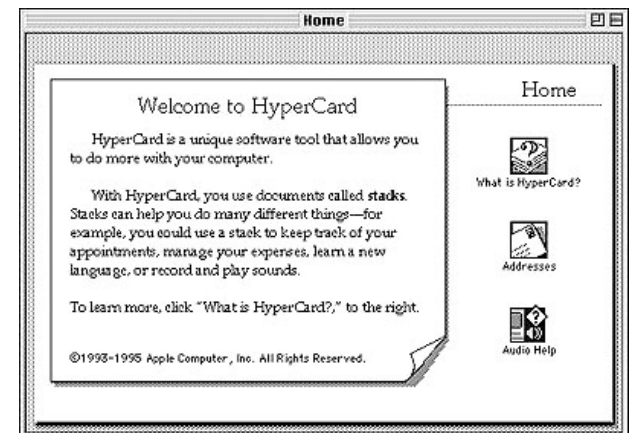 Home
Welcome to HyperCard
HyperCard is a unique software tool that allows you
to do more with your computer.
With HyperCard, you use documents called stacks.
Stacks can help you do many different things—for
example, you could use a stack to keep track of your
appointments, manage your expenses, learn a new
language, or record and play sounds.
To learn more, click “What is HyperCard?,” to the right.
©1993-1995 Apple Computer, Inc. All Rights Reserved.
Home
What is HyperCard?
Addresses
Audio Help